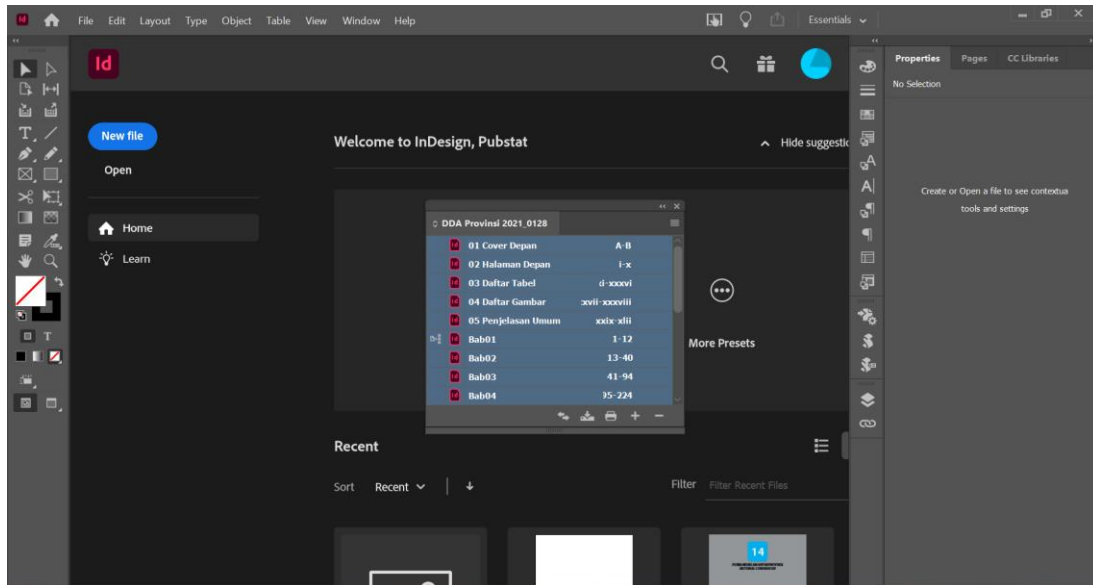 File Edit Layout Type Object Table View Window Help Essentials
Id
Properties Pages CC Libraries
No Selection
New file
Open
Home
Learn
Welcome to InDesign, Pubstat
Hide suggestic
DDA Provinsi 2021_0128
01 Cover Depan A-B
02 Halaman Depan i-x
03 Daftar Tabel ci-xxxvi
04 Daftar Gambar xvii-xxxviii
05 Penjelasan Umum xxix-xlii
Bab01 1-12
Bab02 13-40
Bab03 41-94
Bab04 95-224
More Presets
Create or Open a file to see contextua
tools and settings
Recent
Sort Recent
Filter Filter Recent Files
14